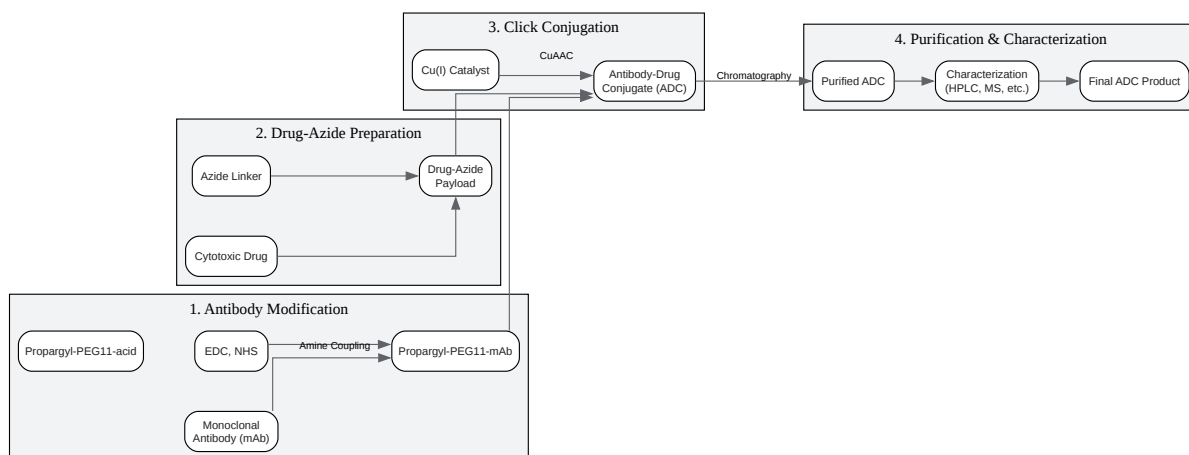 3. Click Conjugation
Cu(I) Catalyst
CuAAC
Antibody-Drug
Conjugate (ADC)
Chromatography
4. Purification & Characterization
Purified ADC
Characterization
(HPLC, MS, etc.)
Final ADC Product
2. Drug-Azide Preparation
Azide Linker
Drug-Azide
Payload
Cytotoxic Drug
1. Antibody Modification
Propargyl-PEG11-acid
EDC, NHS
Amine Coupling
Propargyl-PEG11-mAb
Monoclonal
Antibody (mAb)